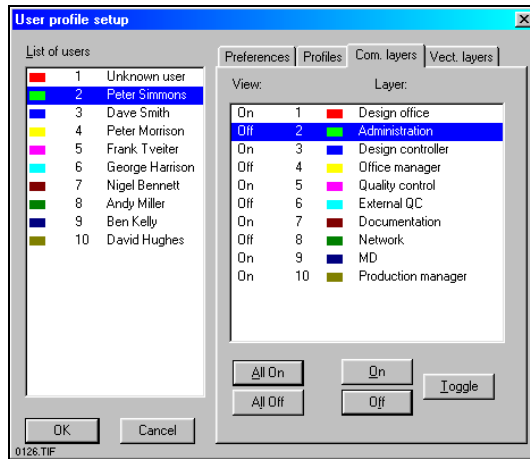 User profile setup
List of users
1 Unknown user
2 Peter Simmons
3 Dave Smith
4 Peter Morrison
5 Frank Tveiter
6 George Harrison
7 Nigel Bennett
8 Andy Miller
9 Ben Kelly
10 David Hughes
OK Cancel
Preferences Profiles Com. layers Vect. layers
View: Layer:
On 1 Design office
Off 2 Administration
On 3 Design controller
Off 4 Office manager
On 5 Quality control
Off 6 External QC
On 7 Documentation
Off 8 Network
On 9 MD
On 10 Production manager
All On On
Toggle
All Off Off
0126.TIF